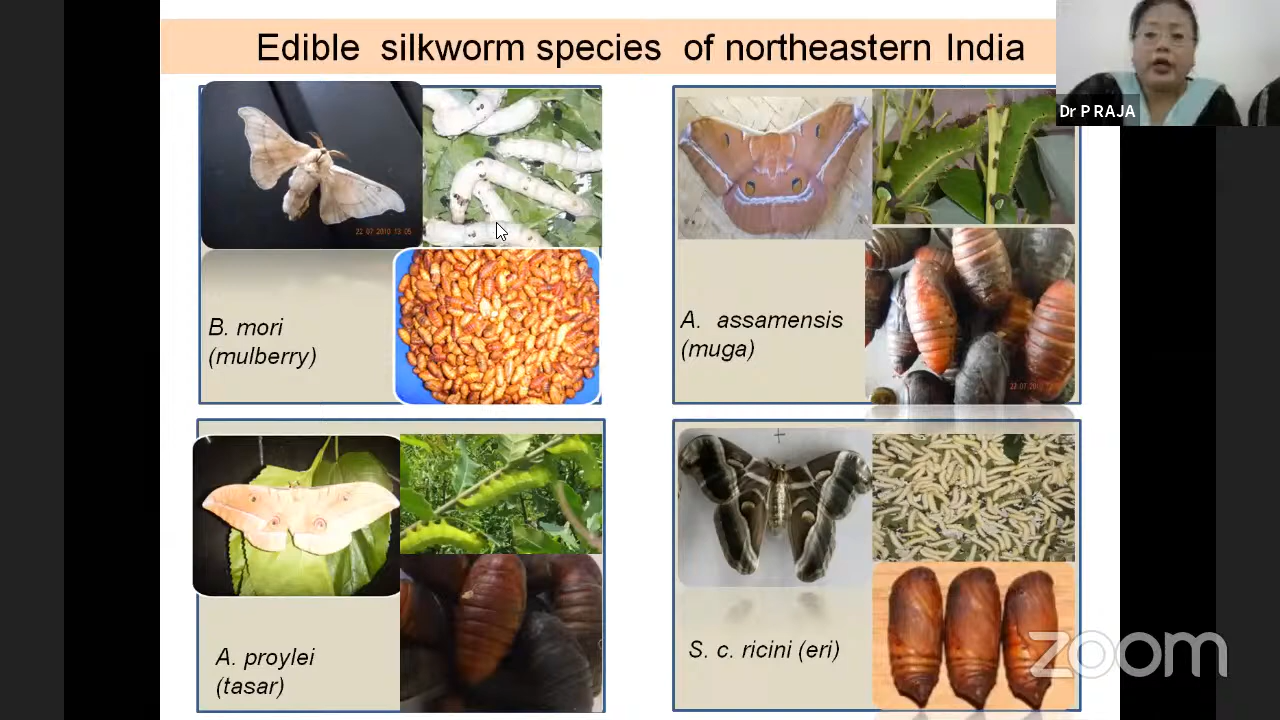 Edible silkworm species of northeastern India
Dr P RAJA
22 07 2010 13 05
B. mori
(mulberry)
A. assamensis
(muga)
22.07.2010
A. proylei
(tasar)
S. c. ricini (eri)
zoom